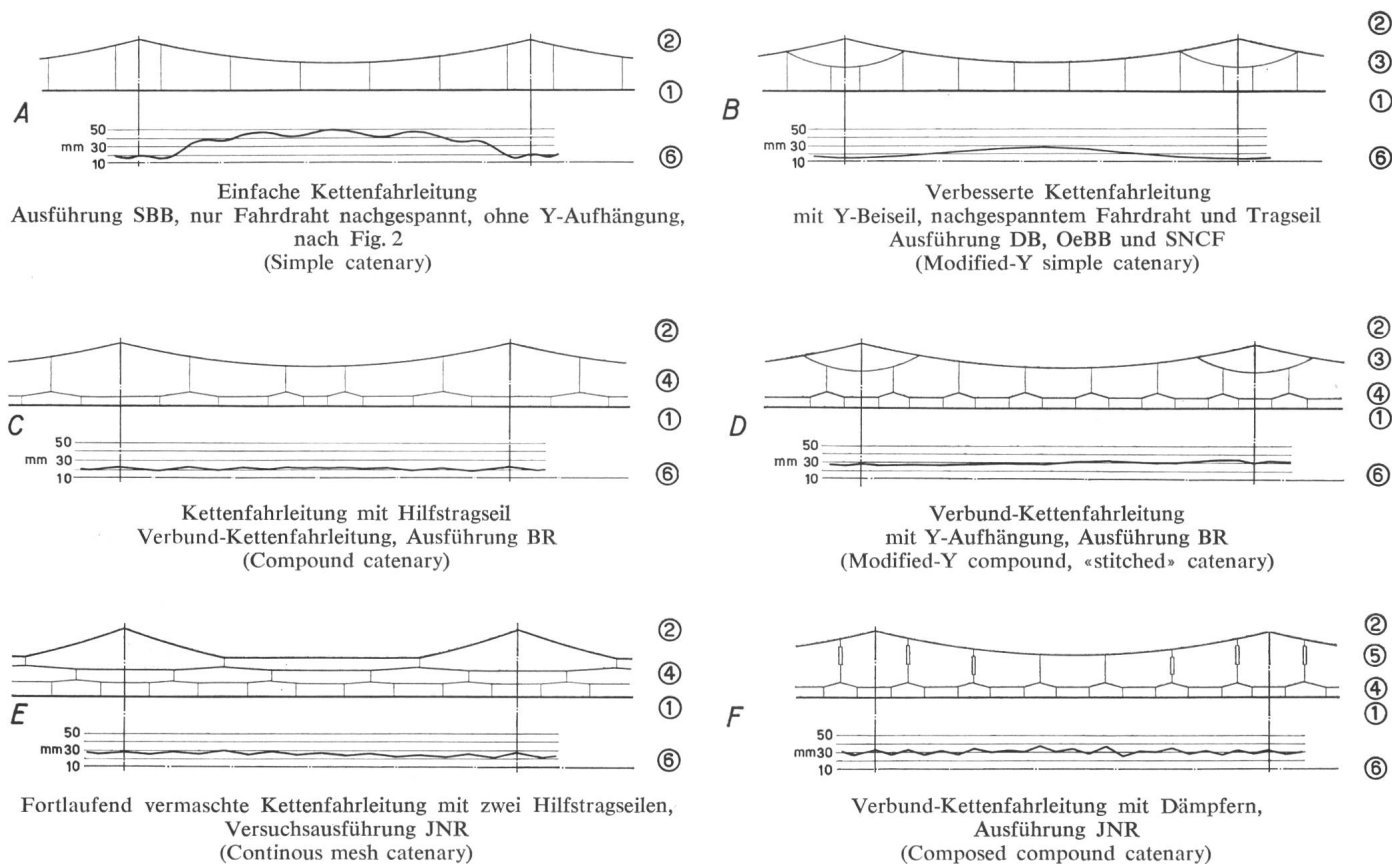 ②
③
①
A
50
mm 30
10
⑥
Einfache Kettenfahrleitung
Ausführung SBB, nur Fahrdraht nachgespannt, ohne Y-Aufhängung,
nach Fig. 2
(Simple catenary)
②
①
B
50
mm 30
10
⑥
Verbesserte Kettenfahrleitung
mit Y-Beiseil, nachgespanntem Fahrdraht und Tragseil
Ausführung DB, OeBB und SNCF
(Modified-Y simple catenary)
②
④
①
C
50
mm 30
10
⑥
Kettenfahrleitung mit Hilfstragseil
Verbund-Kettenfahrleitung, Ausführung BR
(Compound catenary)
②
③
④
①
D
50
mm 30
10
⑥
Verbund-Kettenfahrleitung
mit Y-Aufhängung, Ausführung BR
(Modified-Y compound, «stitched» catenary)
②
④
①
E
50
mm 30
10
⑥
Fortlaufend vermaschte Kettenfahrleitung mit zwei Hilfstragseilen,
Versuchsausführung JNR
(Continous mesh catenary)
②
⑤
④
①
F
50
mm 30
10
⑥
Verbund-Kettenfahrleitung mit Dämpfern,
Ausführung JNR
(Composed compound catenary)